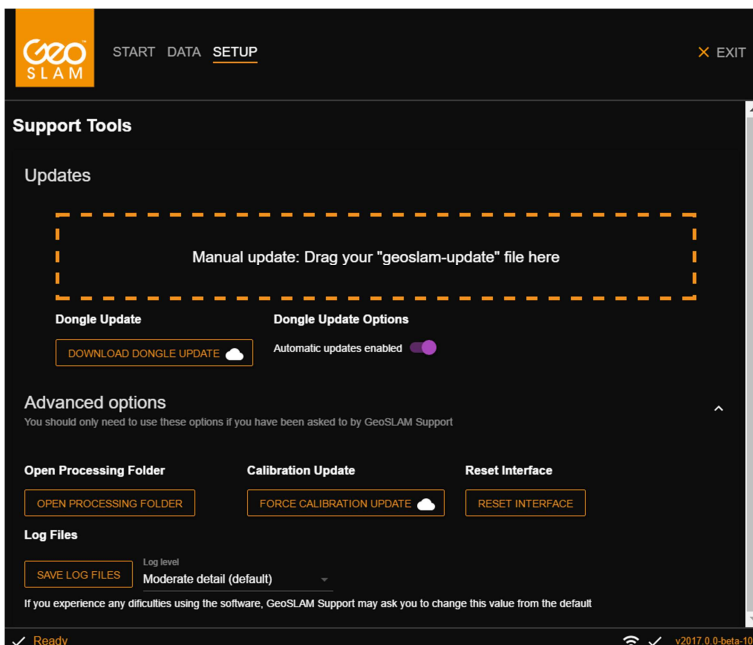 Geo
SLAM
START DATA SETUP
EXIT
Support Tools
Updates
Manual update: Drag your "geoslam-update" file here
Dongle Update
Dongle Update Options
DOWNLOAD DONGLE UPDATE
Automatic updates enabled
Advanced options
You should only need to use these options if you have been asked to by GeoSLAM Support
Open Processing Folder
Calibration Update
Reset Interface
OPEN PROCESSING FOLDER
FORCE CALIBRATION UPDATE
RESET INTERFACE
Log Files
SAVE LOG FILES
Log level
Moderate detail (default)
If you experience any dificulties using the software, GeoSLAM Support may ask you to change this value from the default
Ready
v2017.0.0-beta-10